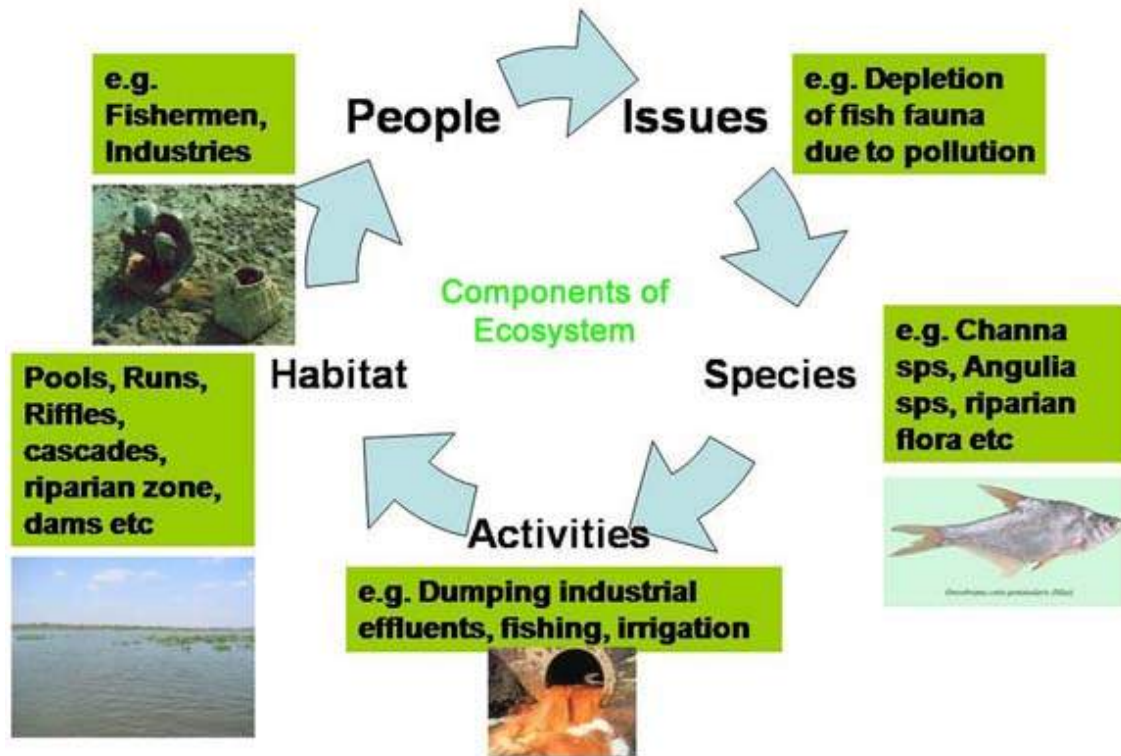 e.g.
Fishermen,
Industries
People
Issues
e.g. Depletion
of fish fauna
due to pollution
Components of
Ecosystem
Habitat
Species
Pools, Runs,
Riffles,
cascades,
riparian zone,
dams etc
e.g. Channa
sps, Angulia
sps, riparian
flora etc
Activities
e.g. Dumping industrial
effluents, fishing, irrigation